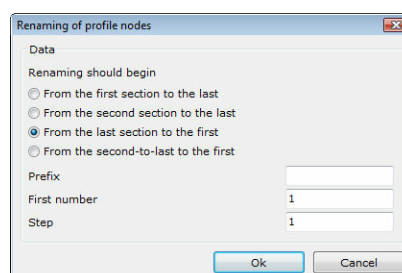 Renaming of profile nodes
Data
Renaming should begin
From the first section to the last
From the second section to the last
From the last section to the first
From the second-to-last to the first
Prefix
First number 1
Step 1
Ok Cancel